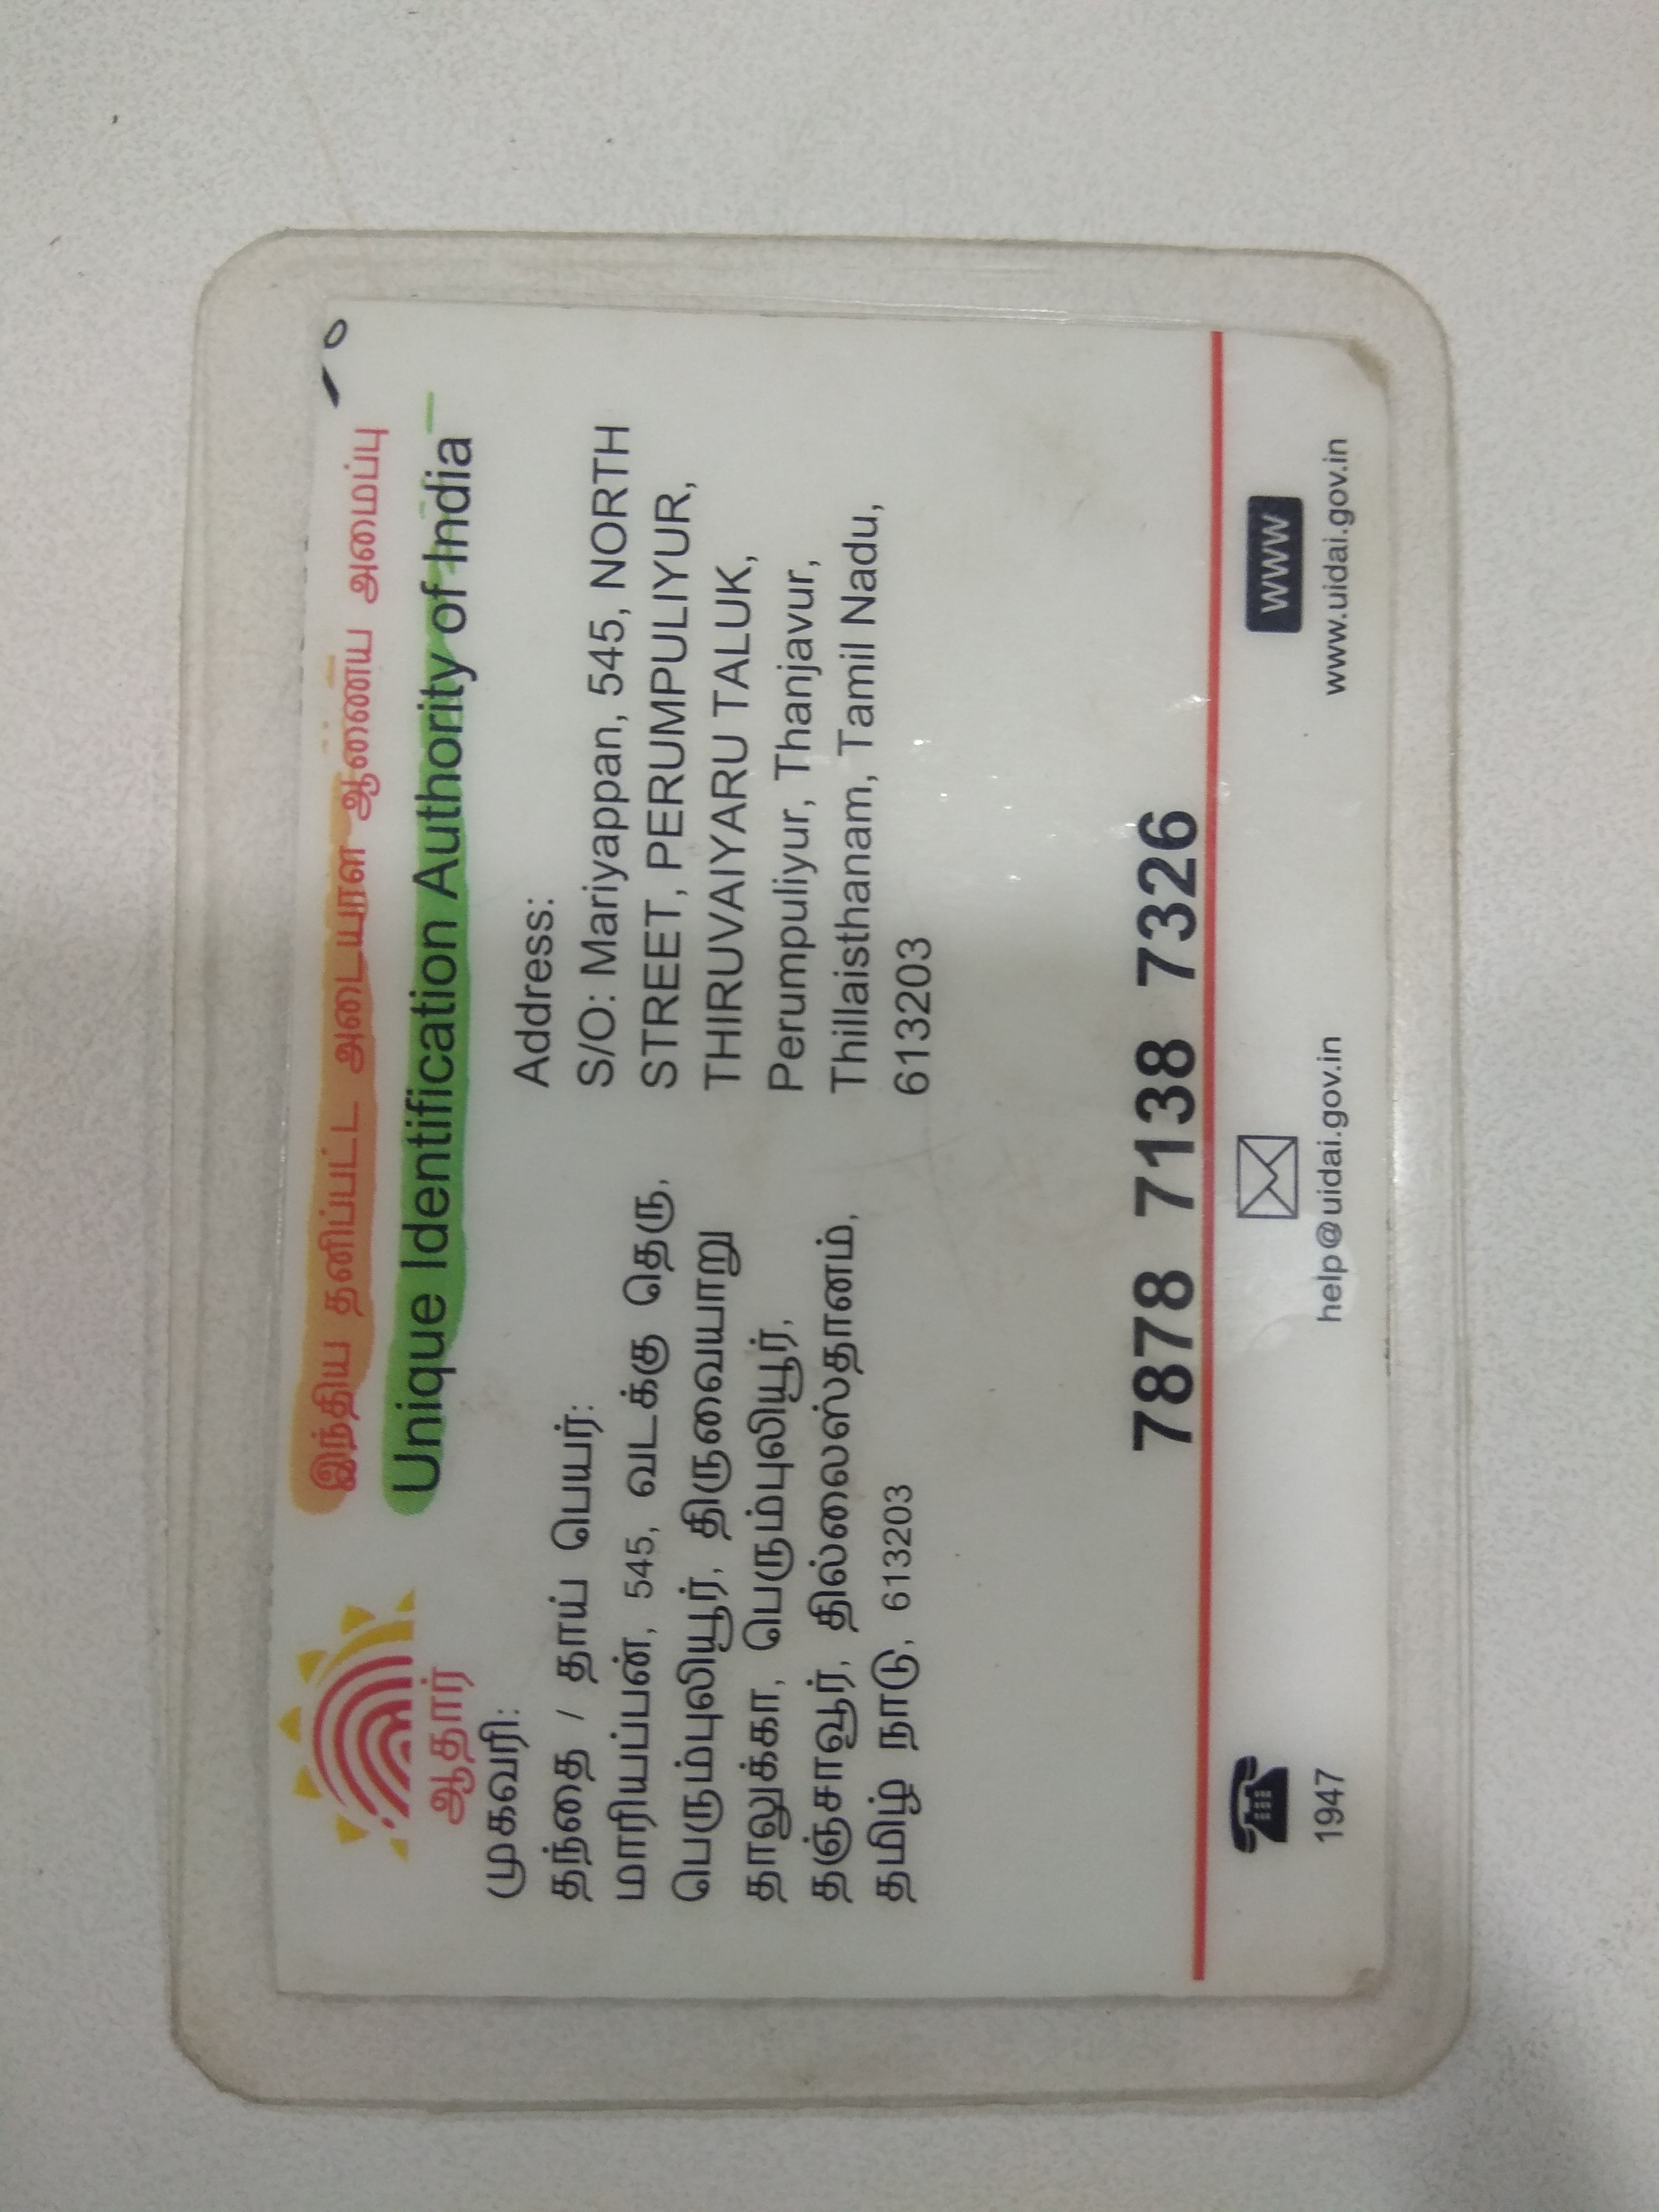 இந்திய தனிப்பட்ட அடையாள ஆணைய அமைப்பு
Unique Identification Authority of India
ஆதார்
முகவரி:
தந்தை / தாய் பெயர்:
மாரியப்பன், 545, வடக்கு தெரு,
பெரும்புலியூர், திருவையாறு
தாலுக்கா, பெரும்புலியூர்,
தஞ்சாவூர், தில்லைஸ்தானம்,
தமிழ் நாடு, 613203
Address:
S/O: Mariyappan, 545, NORTH
STREET, PERUMPULIYUR,
THIRUVAIYARU TALUK,
Perumpuliyur, Thanjavur,
Thillaisthanam, Tamil Nadu,
613203
7878 7138 7326
1947
help@uidai.gov.in
WWW
www.uidai.gov.in